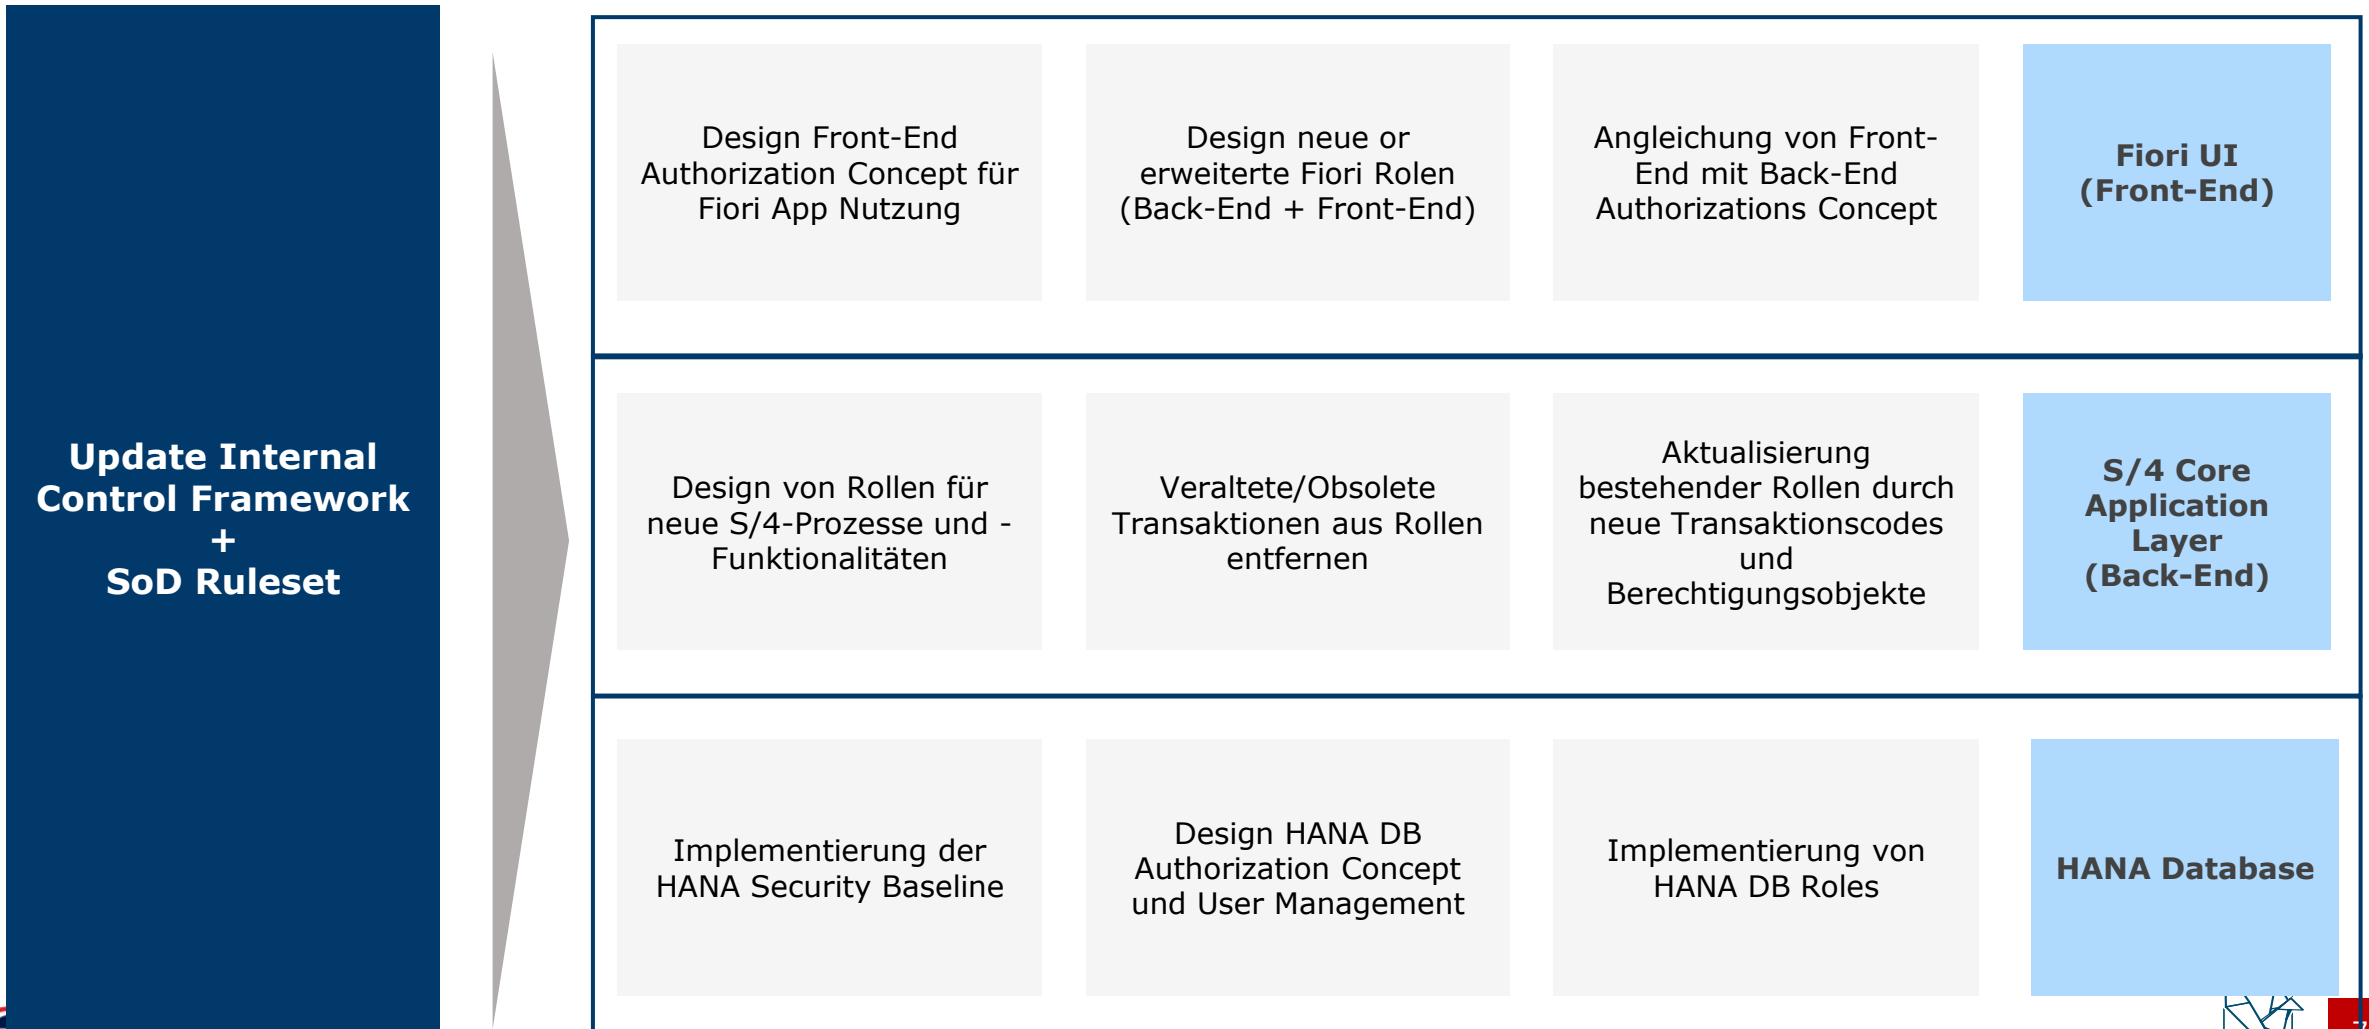 Update Internal
Control Framework
+
SoD Ruleset
Design Front-End
Authorization Concept für
Fiori App Nutzung
Design neue or
erweiterte Fiori Rolen
(Back-End + Front-End)
Angleichung von Front-
End mit Back-End
Authorizations Concept
Fiori UI
(Front-End)
Design von Rollen für
neue S/4-Prozesse und -
Funktionalitäten
Veraltete/Obsolete
Transaktionen aus Rollen
entfernen
Aktualisierung
bestehender Rollen durch
neue Transaktionscodes
und
Berechtigungsobjekte
S/4 Core
Application
Layer
(Back-End)
Implementierung der
HANA Security Baseline
Design HANA DB
Authorization Concept
und User Management
Implementierung von
HANA DB Roles
HANA Database